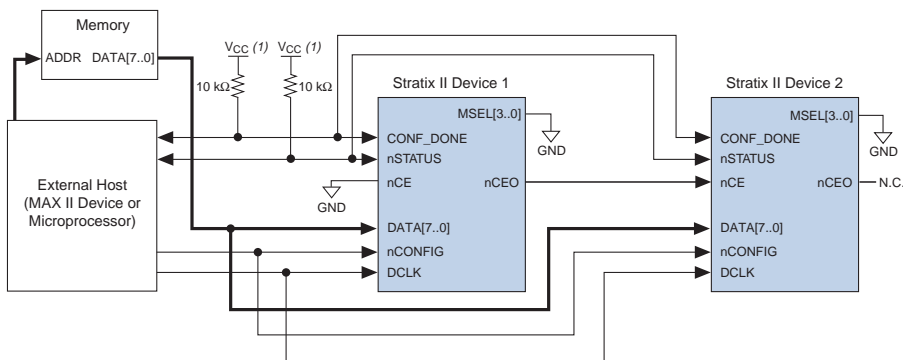 Memory
ADDR DATA[7..0]
VCC (1) VCC (1)
10 kΩ 10 kΩ
Stratix II Device 1
Stratix II Device 2
MSEL[3..0]
GND
CONF_DONE
nSTATUS
nCE
nCEO
GND
DATA[7..0]
nCONFIG
DCLK
MSEL[3..0]
GND
CONF_DONE
nSTATUS
nCE
nCEO
N.C.
DATA[7..0]
nCONFIG
DCLK
External Host
(MAX II Device or
Microprocessor)